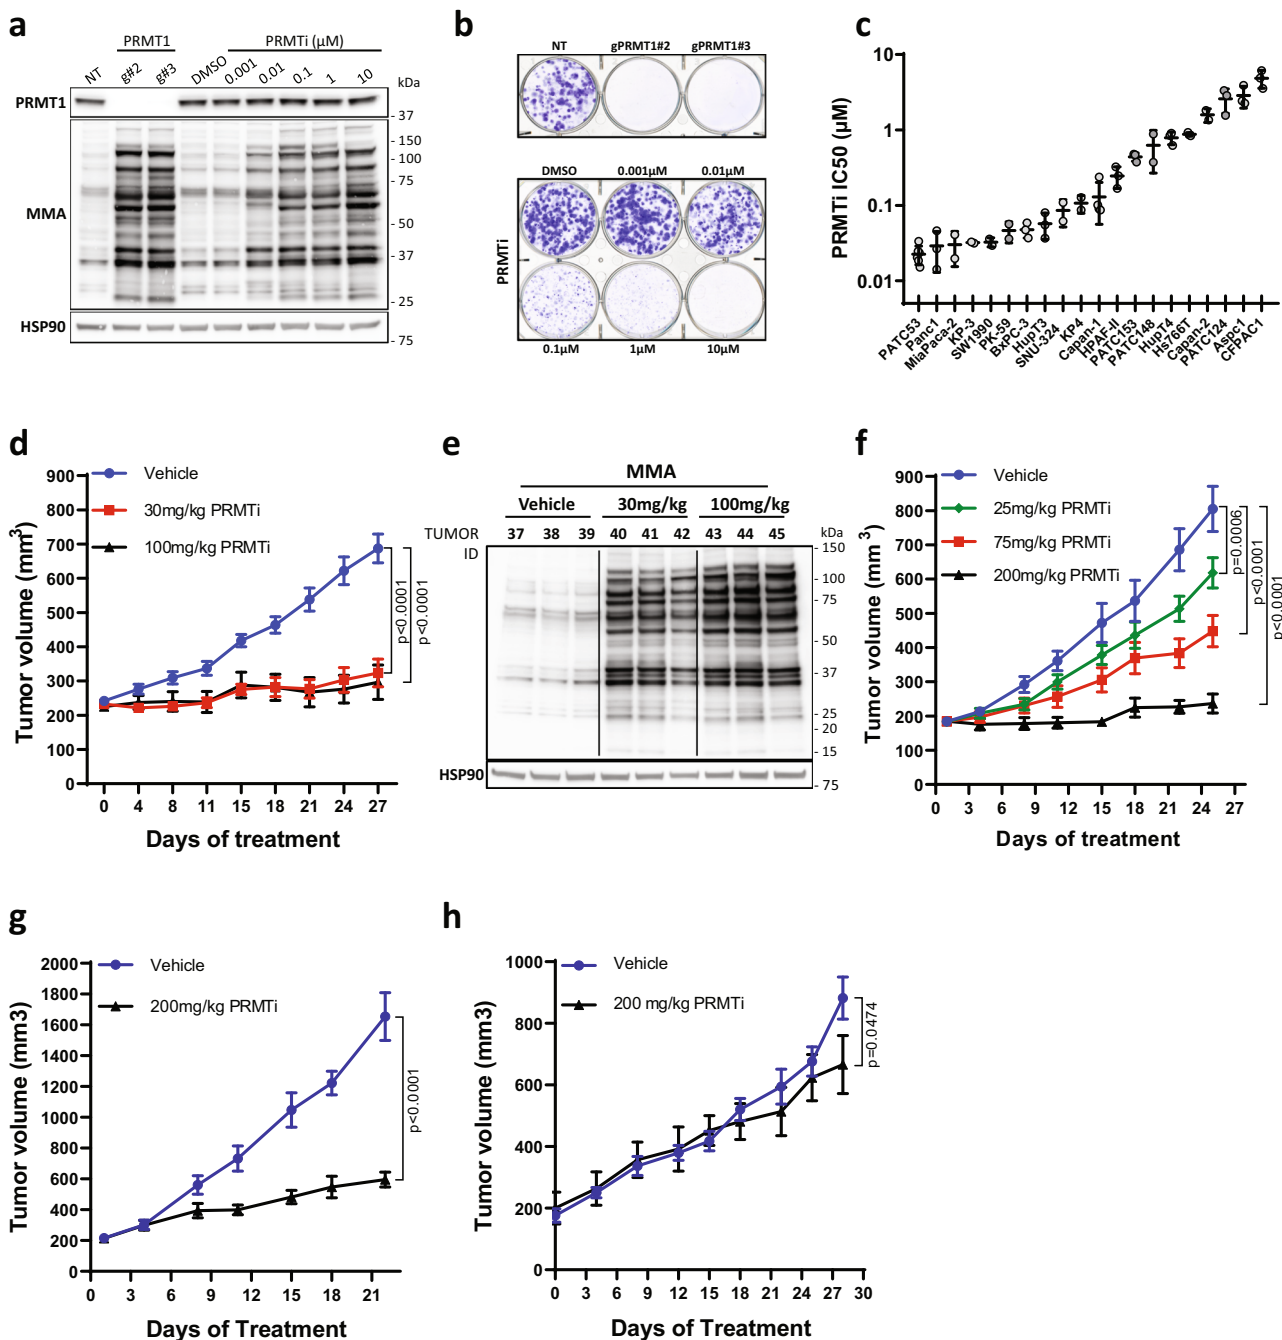 a
PRMT1
PRMTi (µM)
NT
g#2
g#3
DMSO
0.001
0.01
0.1
1
10
kDa
PRMT1
- 37
MMA
- 150
- 100
- 75
- 50
- 37
- 25
HSP90
- 75
b
NT
gPRMT1#2
gPRMT1#3
DMSO
0.001µM
0.01µM
PRMTi
0.1µM
1µM
10µM
c
PRMTi IC50 (µM)
10
1
0.1
0.01
PATC53
Panc1
MiaPaca-2
KP-3
SW1990
PK-59
BxPC-3
HupT3
SNU-324
KP4
Capan-1
HPAF-II
PATC153
PATC148
HupT4
Hs766T
Capan-2
PATC124
Aspc1
CFPAC1
d
Vehicle
30mg/kg PRMTi
100mg/kg PRMTi
Tumor volume (mm³)
900
800
700
600
500
400
300
200
100
0
p<0.0001
p<0.0001
0 4 8 11 15 18 21 24 27
Days of treatment
e
MMA
Vehicle 30mg/kg 100mg/kg
TUMOR ID
37 38 39 40 41 42 43 44 45
kDa
- 150
- 100
- 75
- 50
- 37
- 25
- 20
- 15
HSP90
- 75
f
Vehicle
25mg/kg PRMTi
75mg/kg PRMTi
200mg/kg PRMTi
Tumor volume (mm³)
900
800
700
600
500
400
300
200
100
0
p=0.0006
p<0.0001
p<0.0001
0 3 6 9 12 15 18 21 24 27
Days of treatment
g
Vehicle
200mg/kg PRMTi
Tumor volume (mm3)
2000
1800
1600
1400
1200
1000
800
600
400
200
0
p<0.0001
0 3 6 9 12 15 18 21
Days of Treatment
h
Vehicle
200 mg/kg PRMTi
Tumor volume (mm3)
1000
800
600
400
200
0
p=0.0474
0 3 6 9 12 15 18 21 24 27 30
Days of Treatment